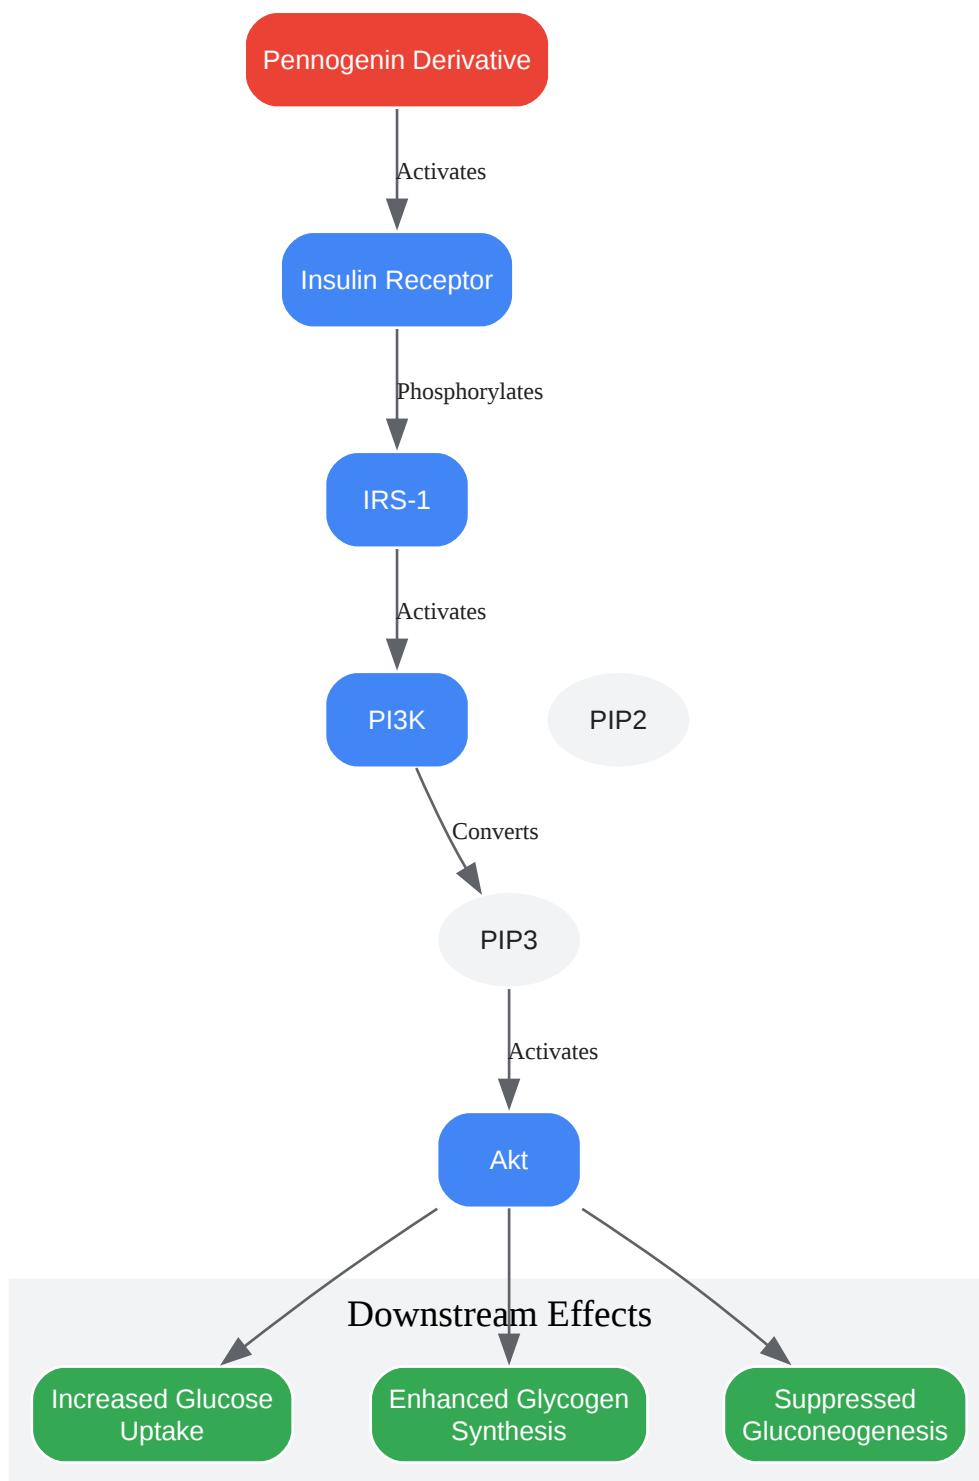 Pennogenin Derivative
Activates
Insulin Receptor
Phosphorylates
IRS-1
Activates
PI3K
PIP2
Converts
PIP3
Activates
Akt
Downstream Effects
Increased Glucose
Uptake
Enhanced Glycogen
Synthesis
Suppressed
Gluconeogenesis